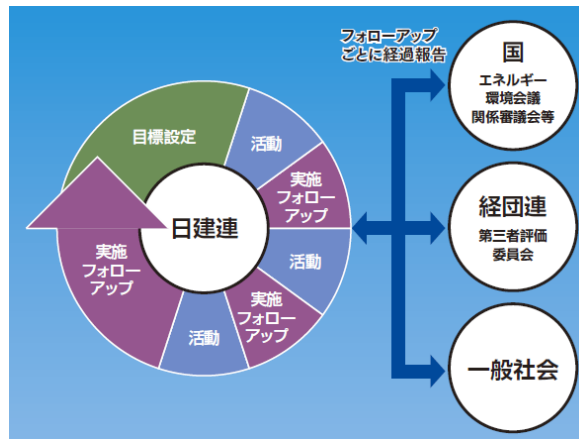 フォローアップ
ごとに経過報告
国
エネルギー
環境会議
関係審議会等
目標設定
活動
実施
フォロー
アップ
日建連
経団連
第三者評価
委員会
活動
実施
フォロー
アップ
実施
フォロー
アップ
活動
一般社会